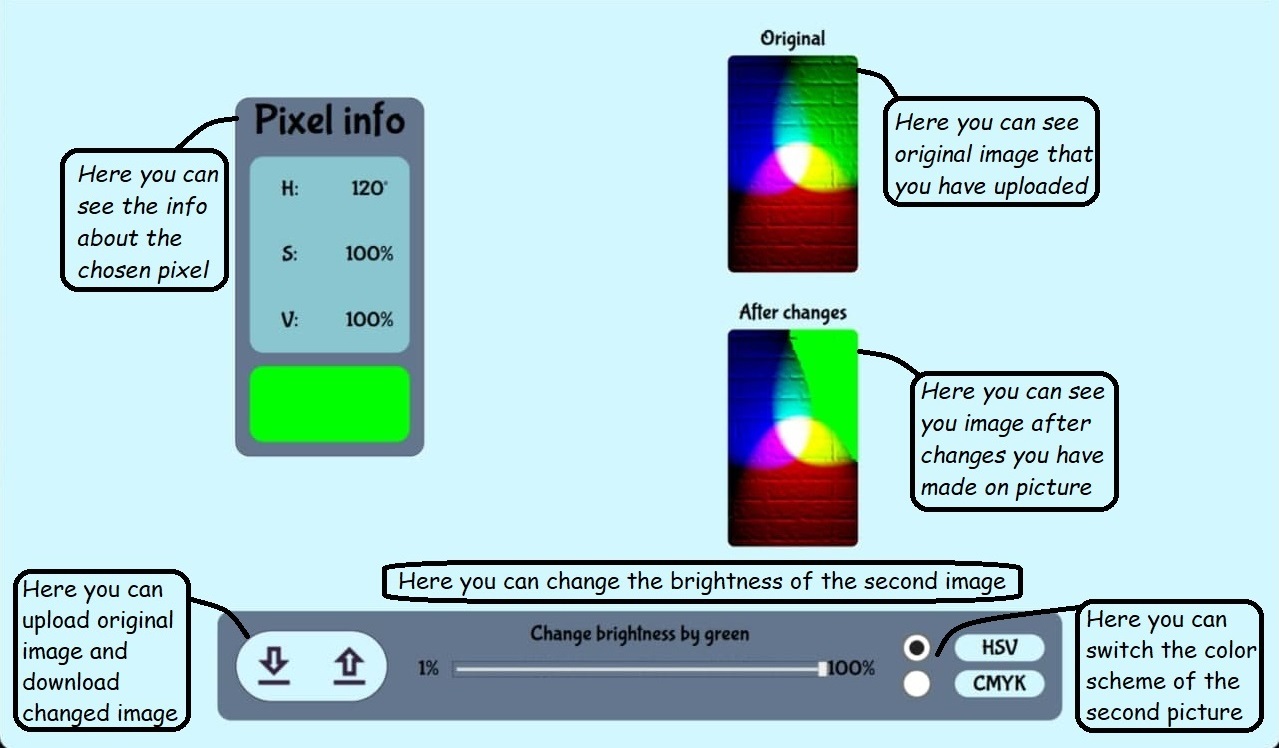 Original
Pixel info
Here you can see
original image that
you have uploaded
Here you can
see the info
about the
chosen pixel
H: 120°
S: 100%
V: 100%
After changes
Here you can see
you image after
changes you have
made on picture
Here you can change the brightness of the second image
Here you can
upload original
image and
download
changed image
Change brightness by green
1% 100%
HSV
CMYK
Here you can
switch the color
scheme of the
second picture